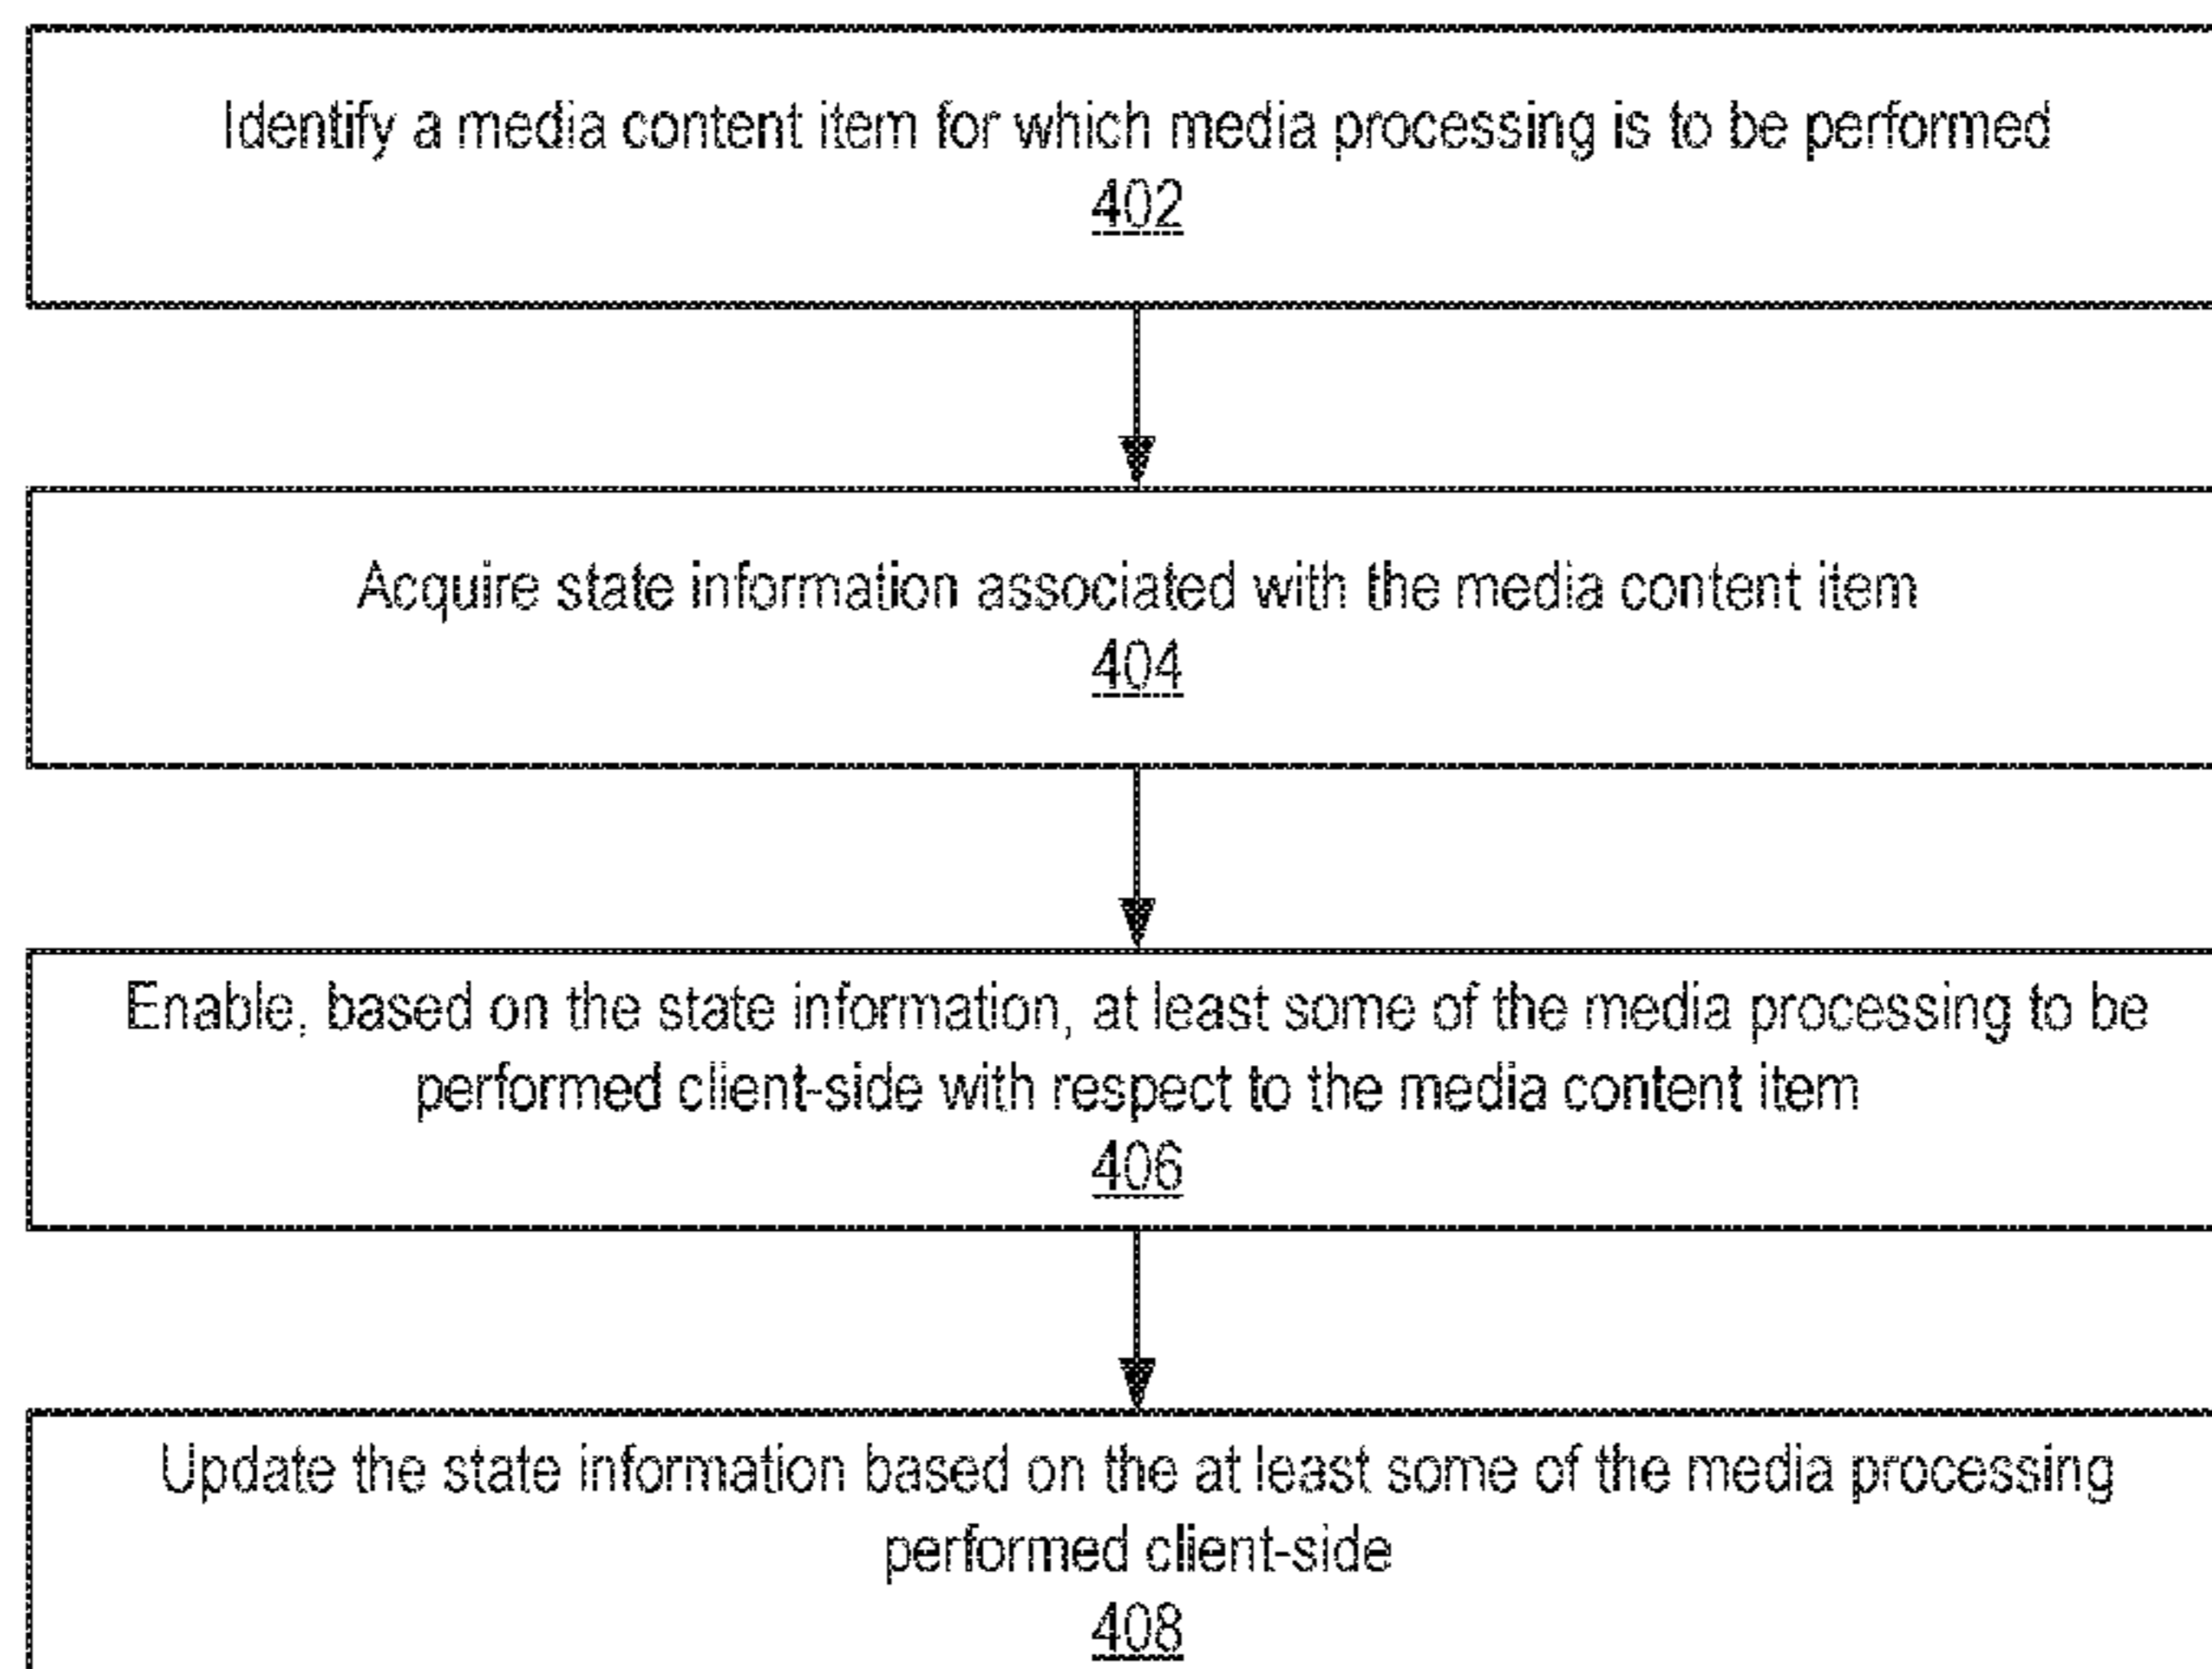 Identify a media content item for which media processing is to be performed
402
Acquire state information associated with the media content item
404
Enable, based on the state information, at least some of the media processing to be
performed client-side with respect to the media content item
406
Update the state information based on the at least some of the media processing
performed client-side
408